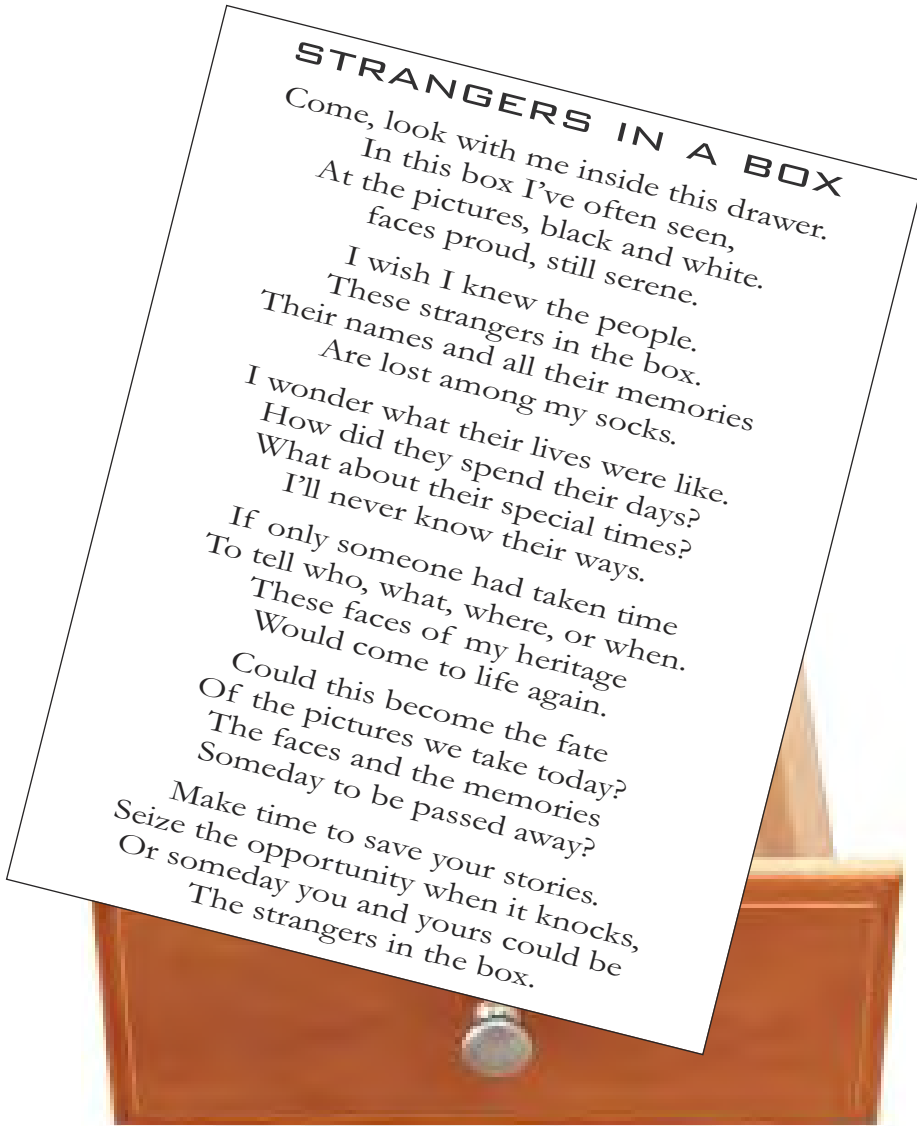 STRANGERS IN A BOX
Come, look with me inside this drawer.
In this box I’ve often seen,
At the pictures, black and white.
faces proud, still serene.
I wish I knew the people.
These strangers in the box.
Their names and all their memories
Are lost among my socks.
I wonder what their lives were like.
How did they spend their days?
What about their special times?
I’ll never know their ways.
If only someone had taken time
To tell who, what, where, or when.
These faces of my heritage
Would come to life again.
Could this become the fate
Of the pictures we take today?
The faces and the memories
Someday to be passed away?
Make time to save your stories.
Seize the opportunity when it knocks,
Or someday you and yours could be
The strangers in the box.